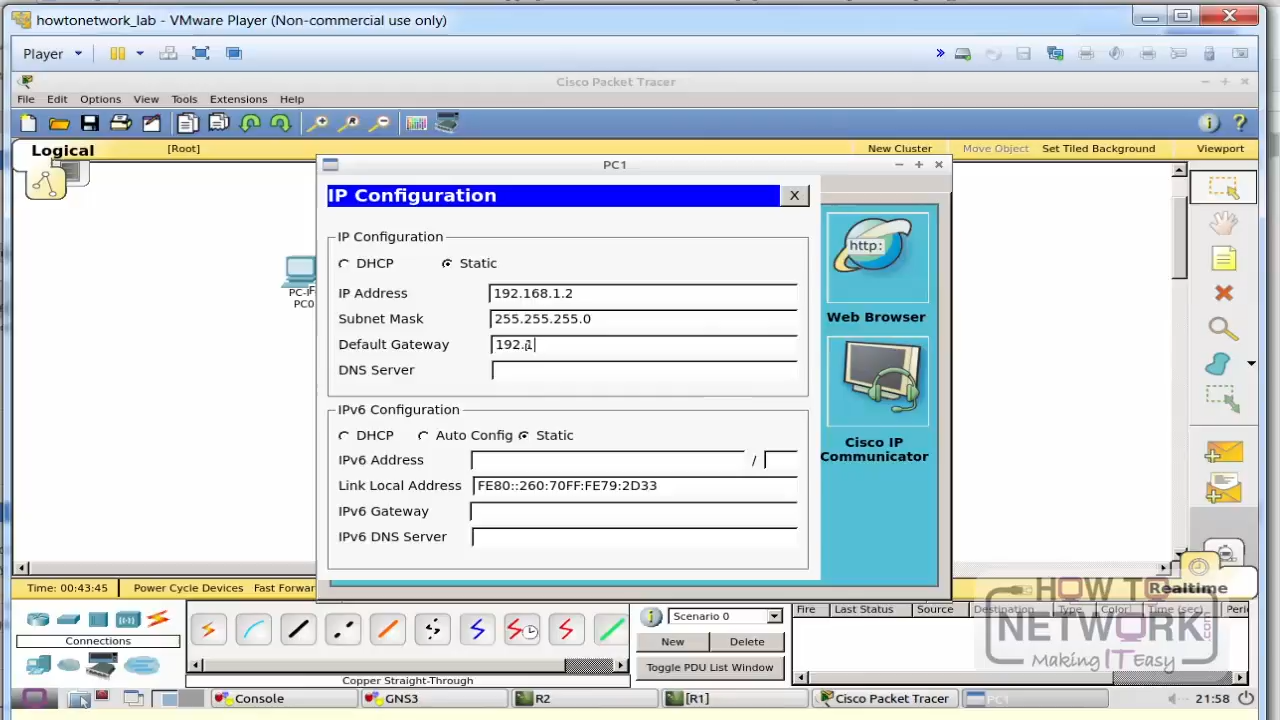 howtonetwork_lab - VMware Player (Non-commercial use only)
Player
Cisco Packet Tracer
File Edit Options View Tools Extensions Help
Logical [Root] New Cluster Move Object Set Tiled Background Viewport
PC1
IP Configuration X
IP Configuration
DHCP Static
IP Address 192.168.1.2
Subnet Mask 255.255.255.0
Default Gateway 192.1
DNS Server
IPv6 Configuration
DHCP Auto Config Static
IPv6 Address /
Link Local Address FE80::260:70FF:FE79:2D33
IPv6 Gateway
IPv6 DNS Server
http:
Web Browser
Cisco IP
Communicator
PC0
Time: 00:43:45 Power Cycle Devices Fast Forwar
Realtime
Connections
Copper Straight-Through
Scenario 0
New Delete
Toggle PDU List Window
Fire Last Status Source Destination Type Color Time (sec) Peri
HOW TO
NETWORK.com
Making IT Easy
Console GNS3 R2 [R1] Cisco Packet Tracer PC1 21:58